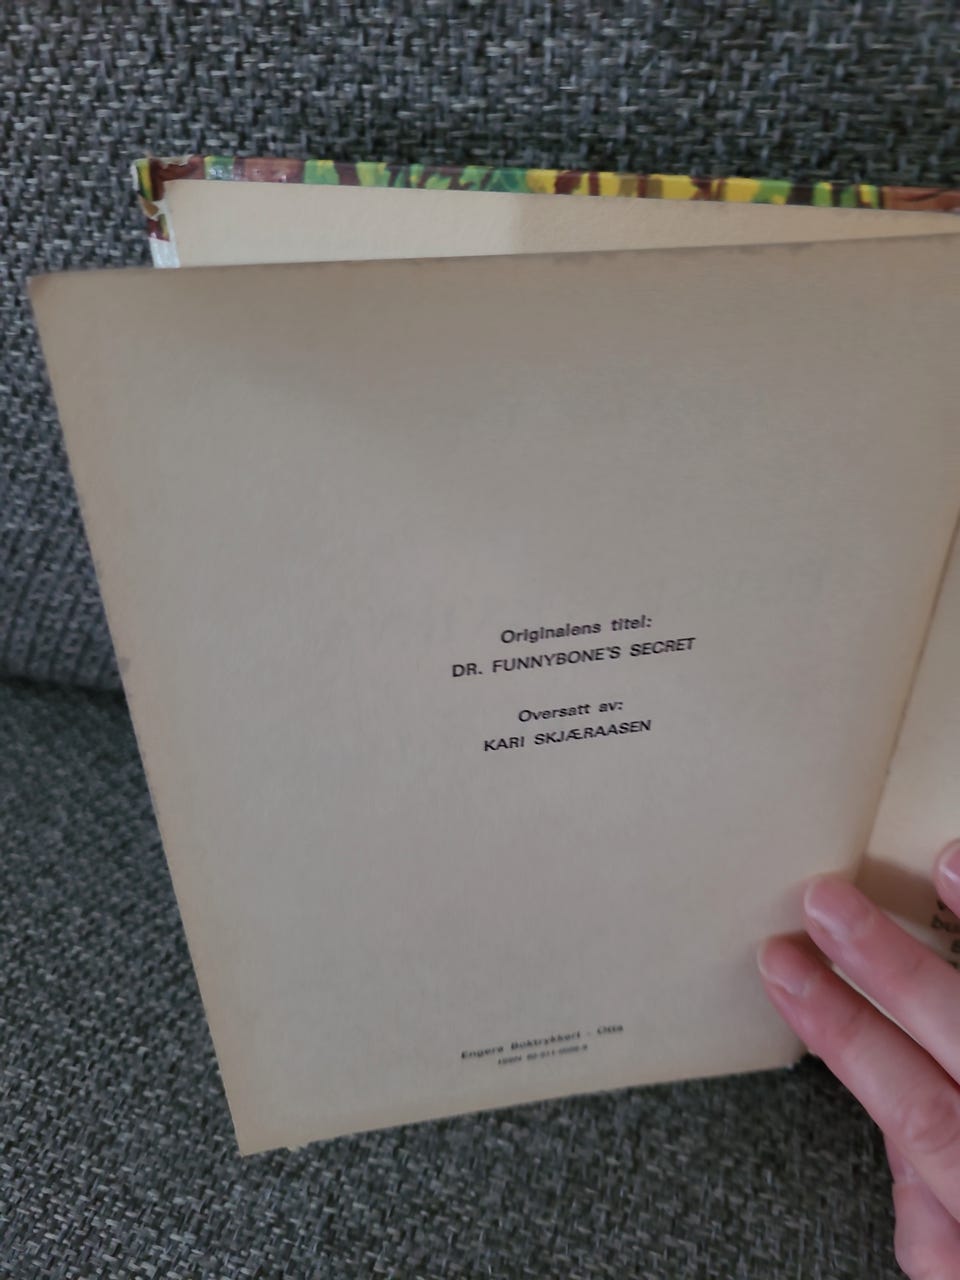 Originalens titel:
DR. FUNNYBONE'S SECRET
Oversatt av:
KARI SKJÆRAASEN
Engers Boktrykkeri - Otta
ISBN